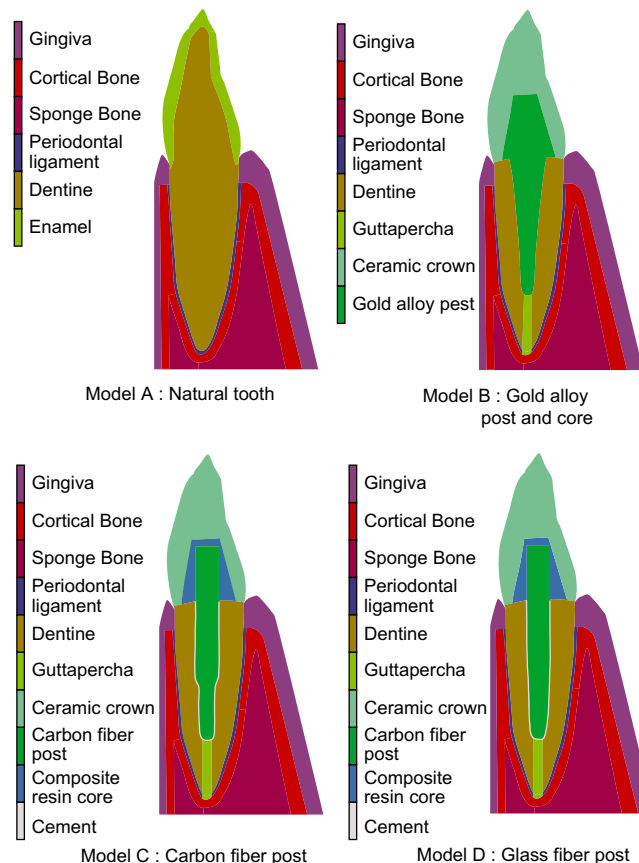 Gingiva
Cortical Bone
Sponge Bone
Periodontal
ligament
Dentine
Enamel
Model A : Natural tooth
Gingiva
Cortical Bone
Sponge Bone
Periodontal
ligament
Dentine
Guttapercha
Ceramic crown
Gold alloy pest
Model B : Gold alloy
post and core
Gingiva
Cortical Bone
Sponge Bone
Periodontal
ligament
Dentine
Guttapercha
Ceramic crown
Carbon fiber
post
Composite
resin core
Cement
Model C : Carbon fiber post
Gingiva
Cortical Bone
Sponge Bone
Periodontal
ligament
Dentine
Guttapercha
Ceramic crown
Carbon fiber
post
Composite
resin core
Cement
Model D : Glass fiber post